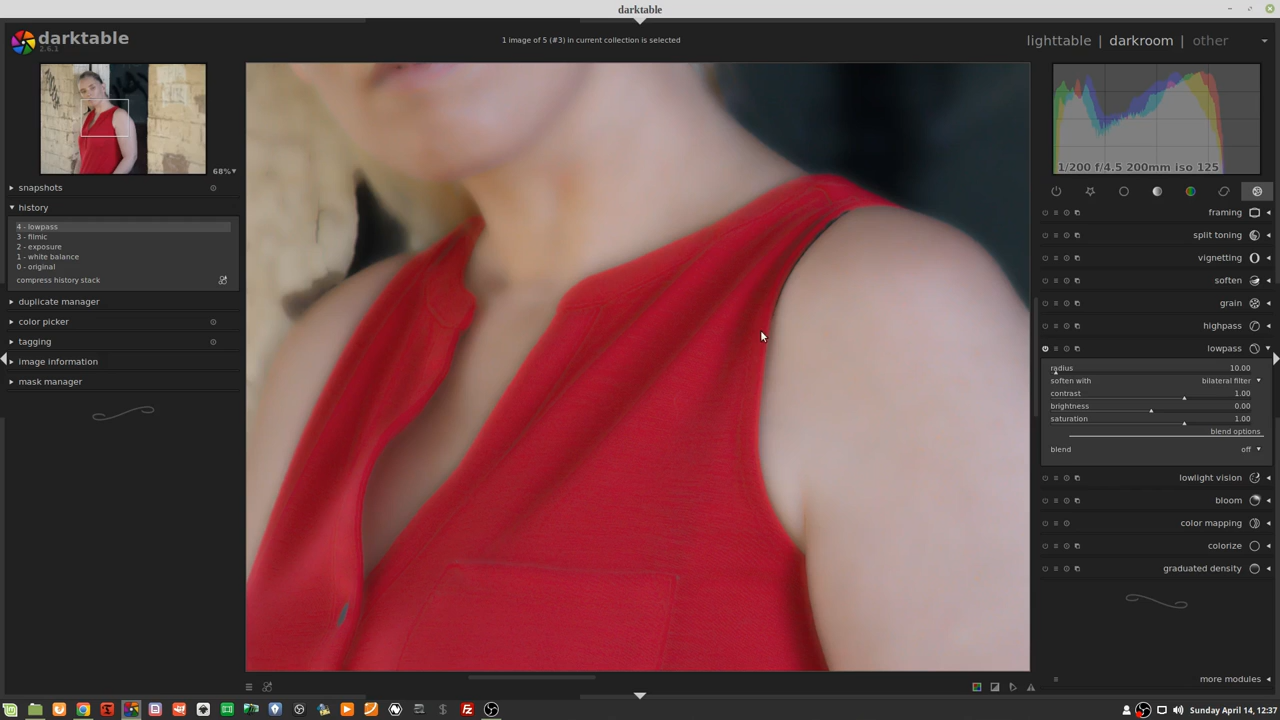 darktable
darktable
2.6.1
1 image of 5 (#3) in current collection is selected
lighttable | darkroom | other
68%
1/200 f/4.5 200mm iso 125
snapshots
history
4 - lowpass
3 - filmic
2 - exposure
1 - white balance
0 - original
compress history stack
duplicate manager
color picker
tagging
image information
mask manager
framing
split toning
vignetting
soften
grain
highpass
lowpass
radius 10.00
soften with bilateral filter
contrast 1.00
brightness 0.00
saturation 1.00
blend options
blend off
lowlight vision
bloom
color mapping
colorize
graduated density
more modules
Sunday April 14, 12:37